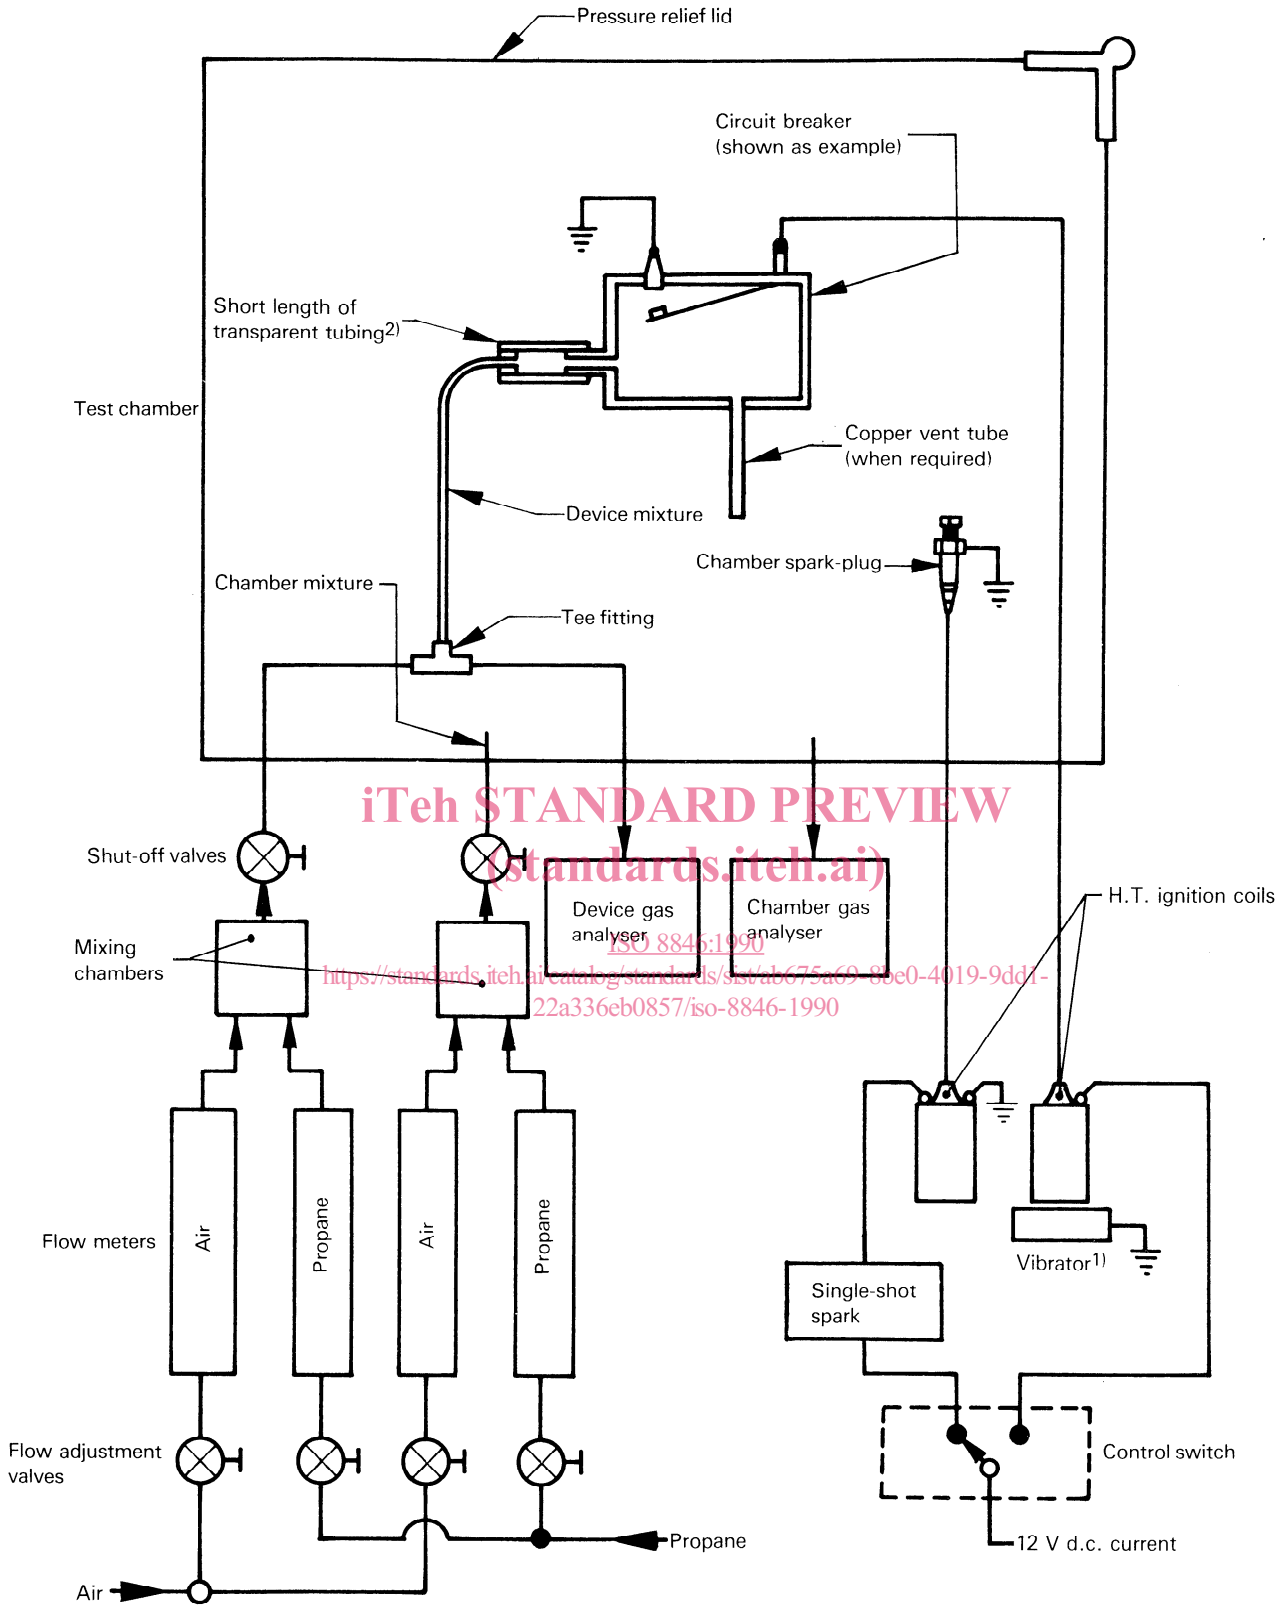 Pressure relief lid
Circuit breaker
(shown as example)
Short length of
transparent tubing2)
Test chamber
Copper vent tube
(when required)
Device mixture
Chamber spark-plug
Chamber mixture
Tee fitting
iTeh STANDARD PREVIEW
(standards.iteh.ai)
Shut-off valves
Device gas
analyser
Chamber gas
analyser
H.T. ignition coils
Mixing
chambers
ISO 8846:1990
https://standards.iteh.ai/catalog/standards/sist/ab675a69-8be0-4019-9dd1-
22a336eb0857/iso-8846-1990
Flow meters
Air
Propane
Air
Propane
Vibrator1)
Single-shot
spark
Flow adjustment
valves
Control switch
Propane
12 V d.c. current
Air